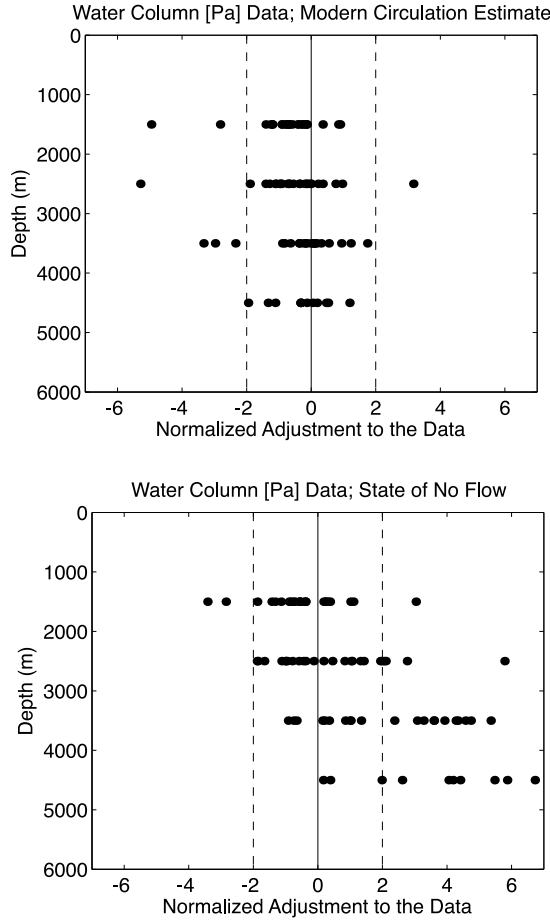 Water Column [Pa] Data; Modern Circulation Estimate
0
1000
2000
3000
4000
5000
6000
Depth (m)
-6 -4 -2 0 2 4 6
Normalized Adjustment to the Data
Water Column [Pa] Data; State of No Flow
0
1000
2000
3000
4000
5000
6000
Depth (m)
-6 -4 -2 0 2 4 6
Normalized Adjustment to the Data